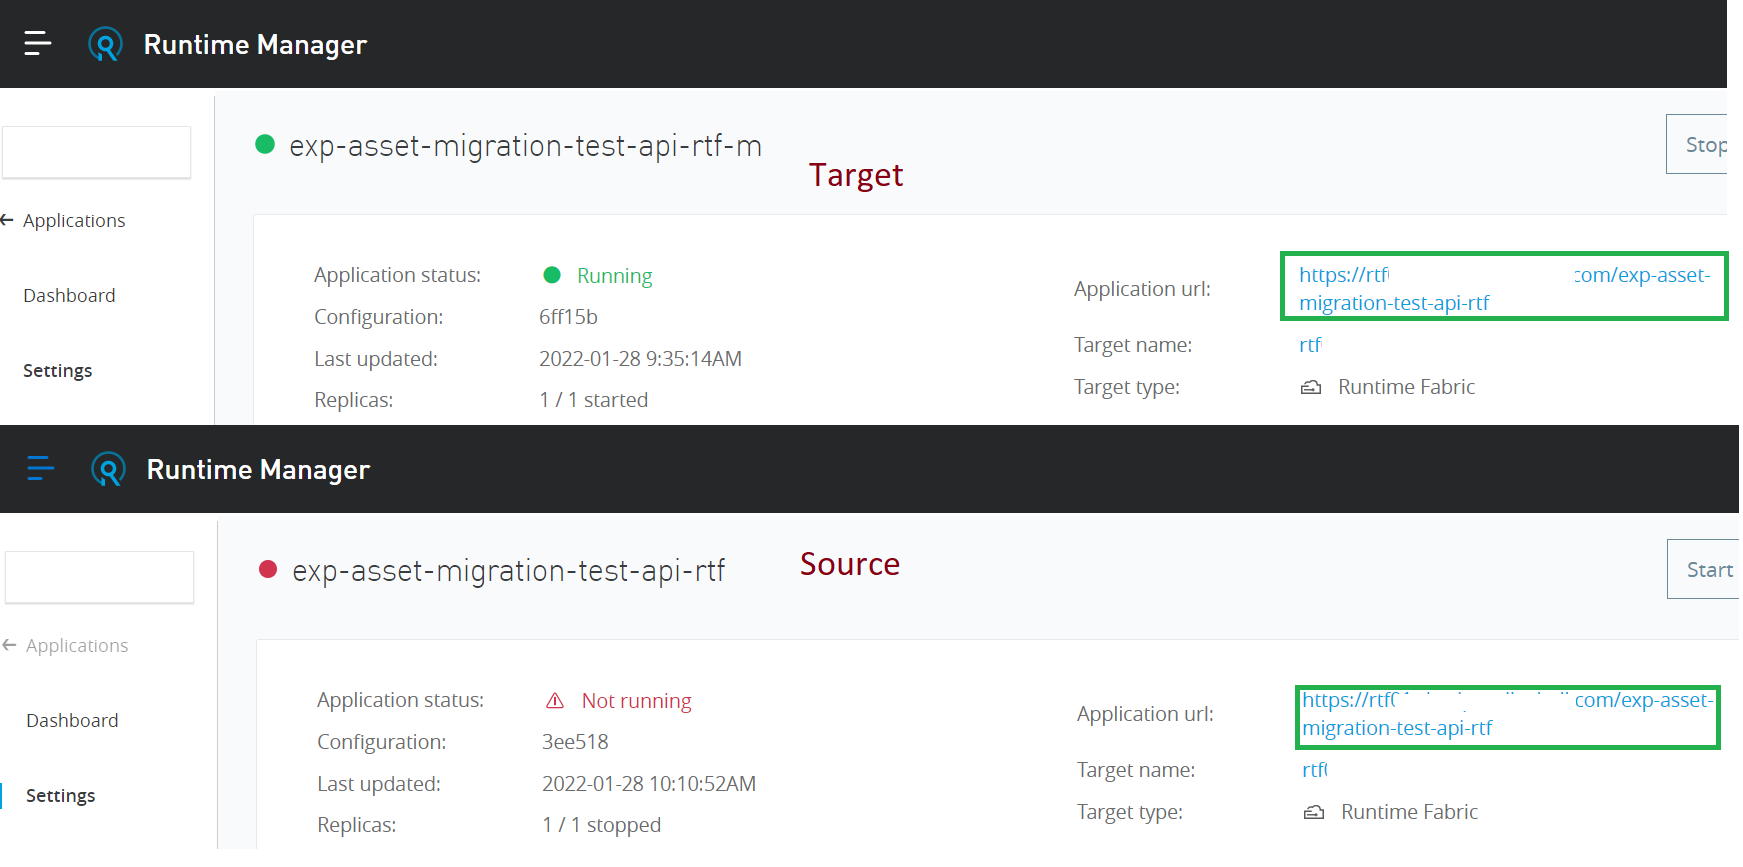 Runtime Manager
exp-asset-migration-test-api-rtf-m
Target
Stop
Applications
Dashboard
Settings
Application status: Running
Configuration: 6ff15b
Last updated: 2022-01-28 9:35:14AM
Replicas: 1 / 1 started
Application url: https://rtf com/exp-asset-
migration-test-api-rtf
Target name: rtf
Target type: Runtime Fabric
Runtime Manager
exp-asset-migration-test-api-rtf
Source
Start
Applications
Dashboard
Settings
Application status: Not running
Configuration: 3ee518
Last updated: 2022-01-28 10:10:52AM
Replicas: 1 / 1 stopped
Application url: https://rtf com/exp-asset-
migration-test-api-rtf
Target name: rtf
Target type: Runtime Fabric